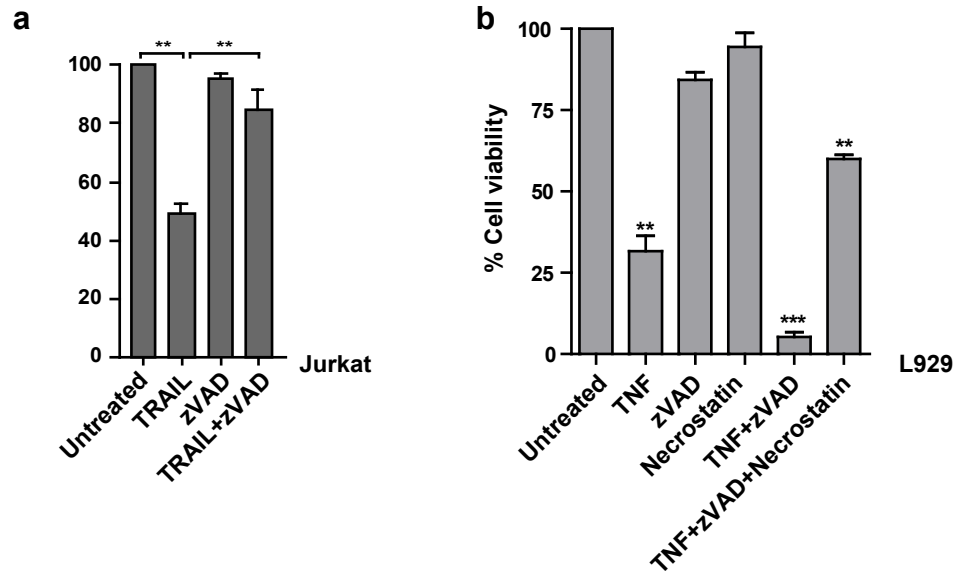 a
**
**
100
80
60
40
20
0
Untreated
TRAIL
zVAD
TRAIL+zVAD
Jurkat
b
% Cell viability
100
75
50
25
0
**
***
**
Untreated
TNF
zVAD
Necrostatin
TNF+zVAD
TNF+zVAD+Necrostatin
L929